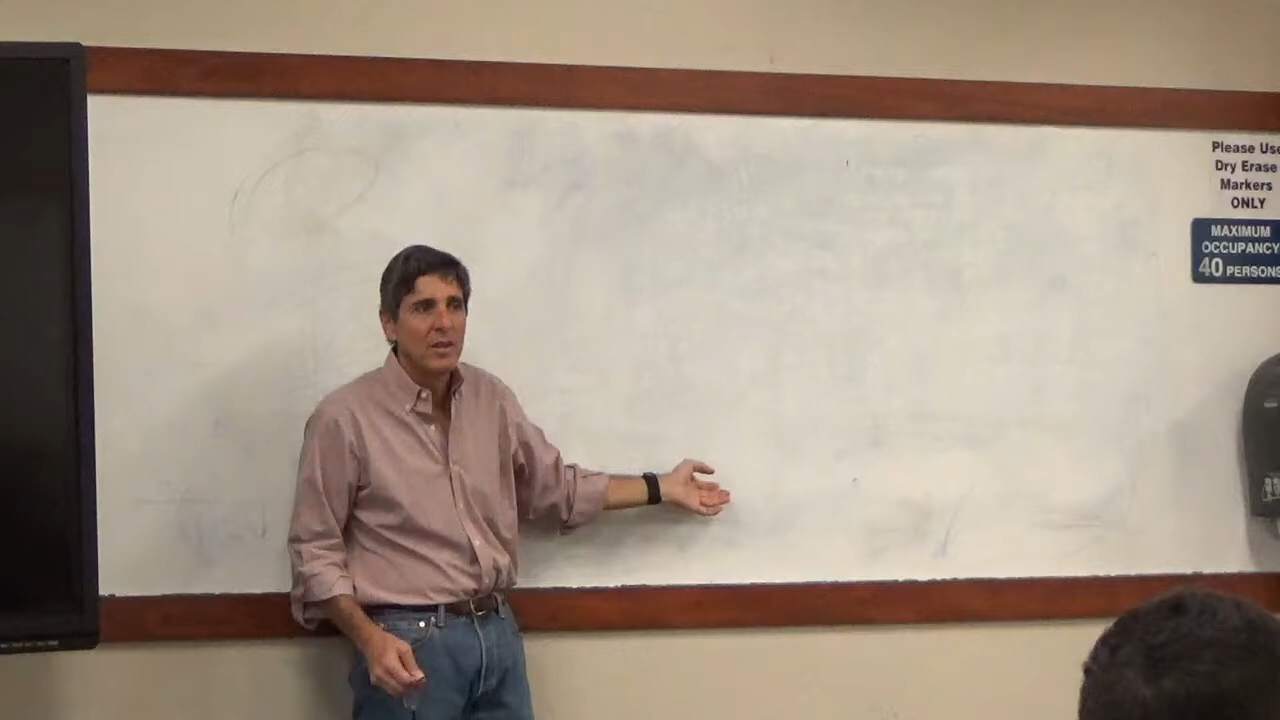 Please Use
Dry Erase
Markers
ONLY
MAXIMUM
OCCUPANCY
40 PERSONS